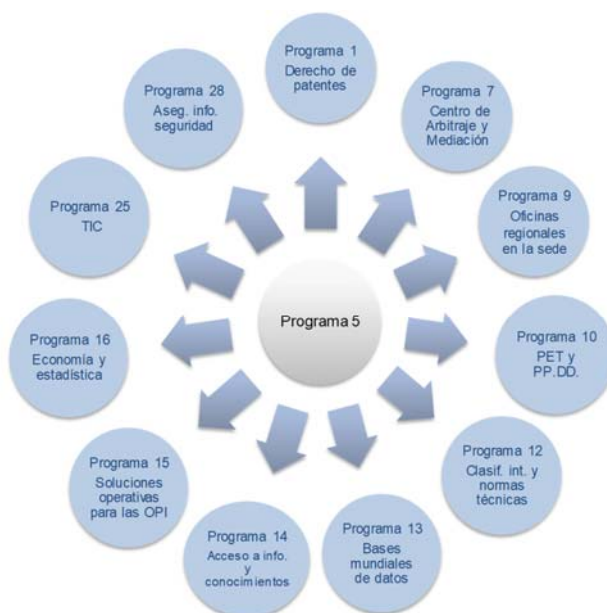 Programa 1
Derecho de
patentes
Programa 7
Centro de
Arbitraje y
Mediación
Programa 9
Oficinas
regionales
en la sede
Programa 10
PET y
PP.DD.
Programa 12
Clasif. int. y
normas
técnicas
Programa 13
Bases
mundiales
de datos
Programa 14
Acceso a info.
y
conocimientos
Programa 15
Soluciones
operativas
para las OPI
Programa 16
Economía y
estadística
Programa 25
TIC
Programa 28
Aseg. info.
seguridad
Programa 5